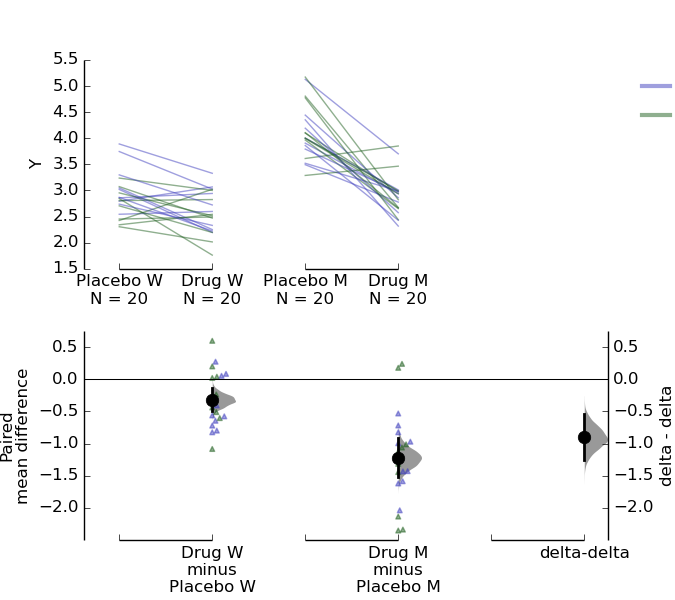 5.5
5.0
4.5
4.0
3.5
3.0
2.5
2.0
1.5
Y
Placebo W
N = 20
Drug W
N = 20
Placebo M
N = 20
Drug M
N = 20
0.5
0.0
−0.5
−1.0
−1.5
−2.0
Paired
mean difference
Drug W
minus
Placebo W
Drug M
minus
Placebo M
delta-delta
0.5
0.0
−0.5
−1.0
−1.5
−2.0
delta - delta